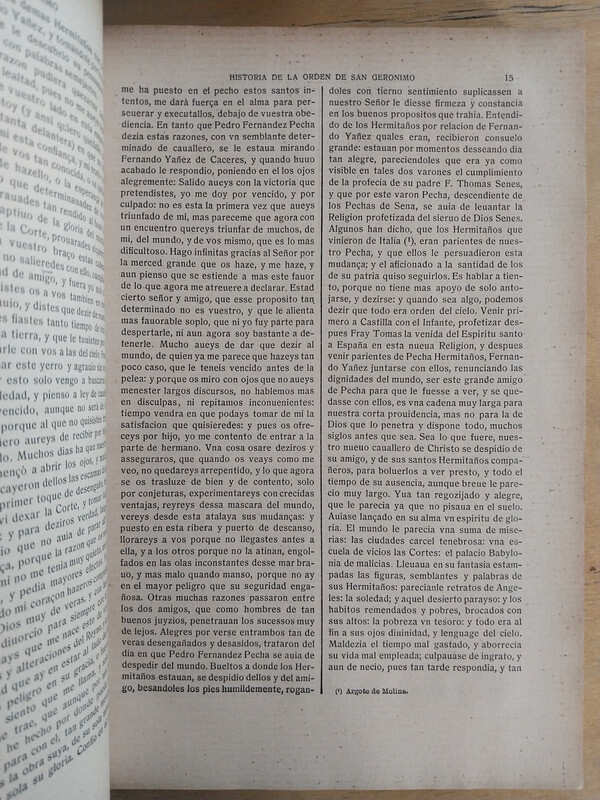 HISTORIA DE LA ORDEN DE SAN GERONIMO
15
me ha puesto en el pecho estos santos in-
tentos, me dará fuerça en el alma para per-
seuerar y executallos, debajo de vuestra obe-
diencia. En tanto que Pedro Fernandez Pecha
dezia estas razones, con vn semblante deter-
minado de cauallero, se le estaua mirando
Fernando Yañez de Caceres, y quando huuo
acabado le respondio, poniendo en el los ojos
alegremente: Salido aueys con la victoria que
pretendistes, yo me doy por vencido, y por
culpado: no es esta la primera vez que aueys
triunfado de mi, mas pareceme que agora con
un encuentro quereys triunfar de muchos, de
mi, del mundo, y de vos mismo, que es lo mas
dificultoso. Hago infinitas gracias al Señor por
la merced grande que os haze, y me haze, y
aun pienso que se estiende a mas este fauor
de lo que agora me atreuere a declarar. Estad
cierto señor y amigo, que esse proposito tan
determinado no es vuestro, y que le alienta
mas fauorable soplo, que ni yo fuy parte para
despertarle, ni aun agora soy bastante a de-
tenerle. Mucho aueys de dar que dezir al
mundo, de quien ya me parece que hazeys tan
poco caso, que le teneis vencido antes de la
pelea: y porque os miro con ojos que no aueys
menester largos discursos, no hablemos mas
en disculpas, ni repitamos inconuenientes:
tiempo vendra en que podays tomar de mi la
satisfacion que quisieredes: y pues os ofre-
ceys por hijo, yo me contento de entrar a la
parte de hermano. Vna cosa osare deziros y
asseguraros, que quando os veays como me
veo, no quedareys arrepentido, y lo que agora
se os trasluze de bien y de contento, solo
por conjeturas, experimentareys con crecidas
ventajas, reyreys dessa mascara del mundo,
vereys desde esta atalaya sus mudanças: y
puesto en esta ribera y puerto de descanso,
llorareys a vos porque no llegastes antes a
ella, y a los otros porque no la atinan, engol-
fados en las olas inconstantes desse mar bra-
uo, y mas malo quando manso, porque no ay
en el mayor peligro que su seguridad enga-
ñosa. Otras muchas razones passaron entre
los dos amigos, que como hombres de tan
buenos juyzios, penetrauan los sucessos muy
de lejos. Alegres por verse entrambos tan de
veras desengañados y desasidos, trataron del
dia en que Pedro Fernandez Pecha se auia de
despedir del mundo. Bueltos a donde los Her-
mitaños estauan, se despidio dellos y del ami-
go, besandoles los pies humildemente, rogan-
doles con tierno sentimiento suplicassen a
nuestro Señor le diesse firmeza y constancia
en los buenos propositos que trahia. Entendi-
do de los Hermitaños por relacion de Fernan-
do Yañez quales eran, recibieron consuelo
grande: estauan por momentos desseando dia
tan alegre, pareciendoles que era ya como
visible en tales dos varones el cumplimiento
de la profecia de su padre F. Thomas Senes,
y que por este varon Pecha, descendiente de
los Pechas de Sena, se auia de leuantar la
Religion profetizada del sieruo de Dios Senes.
Algunos han dicho, que los Hermitaños que
vinieron de Italia (¹), eran parientes de nues-
tro Pecha, y que ellos le persuadieron esta
mudança; y el aficionado a la santidad de los
de su patria quiso seguirlos. Es hablar a tien-
to, porque no tiene mas apoyo de solo anto-
jarse, y dezirse: y quando sea algo, podemos
dezir que todo era orden del cielo. Venir pri-
mero a Castilla con el Infante, profetizar des-
pues Fray Tomas la venida del Espiritu santo
a España en esta nueua Religion, y despues
venir parientes de Pecha Hermitaños, Fernan-
do Yañez juntarse con ellos, renunciando las
dignidades del mundo, ser este grande amigo
de Pecha para que le fuesse a ver, y se que-
dasse con ellos, es vna cadena muy larga para
nuestra corta prouidencia, mas no para la de
Dios que lo penetra y dispone todo, muchos
siglos antes que sea. Sea lo que fuere, nues-
tro nueuo cauallero de Christo se despidio de
su amigo, y de sus santos Hermitaños compa-
ñeros, para boluerlos a ver presto, y todo el
tiempo de su ausencia, aunque breue le pare-
cio muy largo. Yua tan regozijado y alegre,
que le parecia ya que no pisaua en el suelo.
Auiase lançado en su alma vn espiritu de glo-
ria. El mundo le parecia vna suma de mise-
rias: las ciudades carcel tenebrosa: vna es-
cuela de vicios las Cortes: el palacio Babylo-
nia de malicias. Lleuaua en su fantasia estam-
padas las figuras, semblantes y palabras de
sus Hermitaños: pareciãnle retratos de Ange-
les: la soledad; y aquel desierto parayso: y los
habitos remendados y pobres, brocados con
sus altos: la pobreza vn tesoro: y todo era al
fin a sus ojos diuinidad, y lenguage del cielo.
Maldezia el tiempo mal gastado, y aborrecia
su vida mal empleada; culpauàse de ingrato, y
aun de necio, pues tan tarde respondia, y tan
(¹) Argote de Molina.